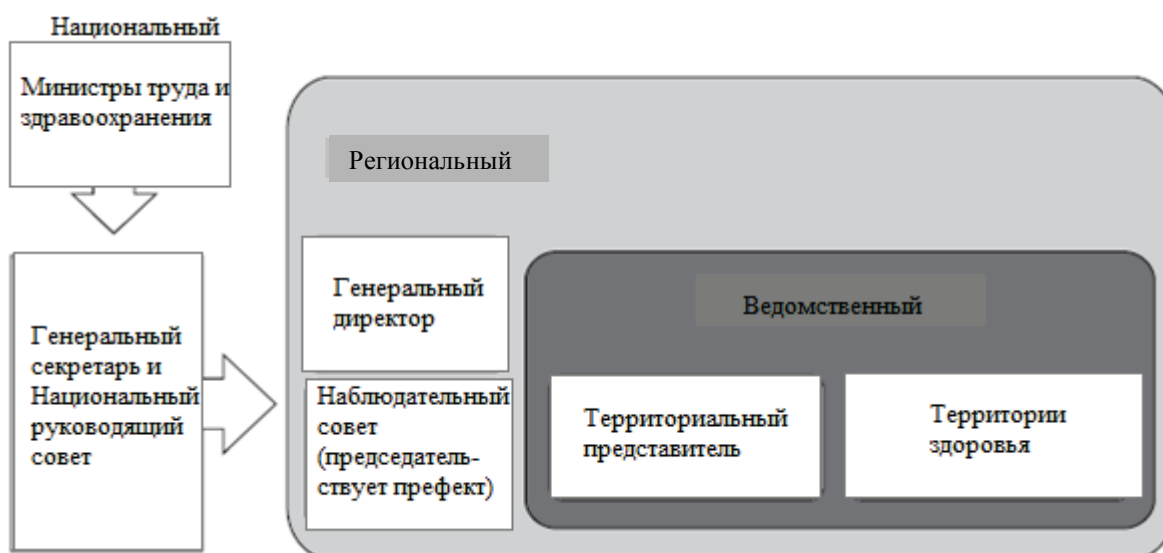 Национальный
Министры труда и
здравоохранения
Генеральный
секретарь и
Национальный
руководящий
совет
Региональный
Генеральный
директор
Наблюдательный
совет
(председатель-
ствует префект)
Ведомственный
Территориальный
представитель
Территории
здоровья